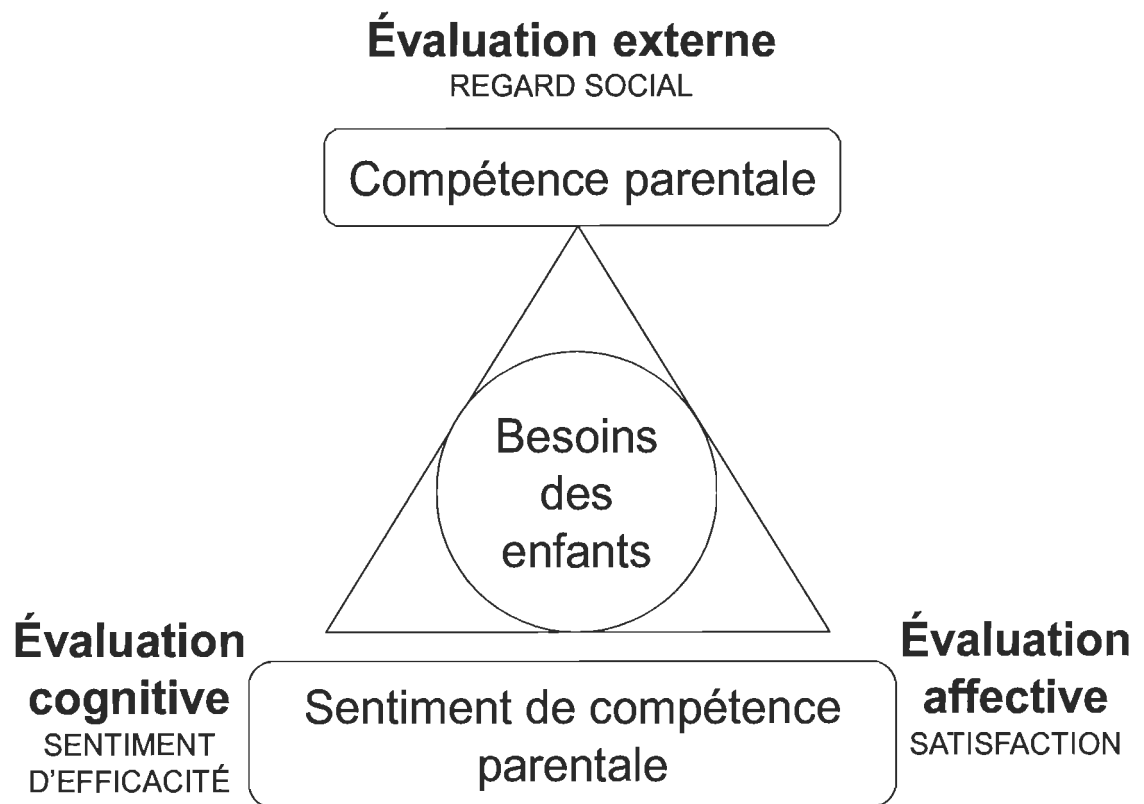 Évaluation externe
REGARD SOCIAL
Compétence parentale
Besoins
des
enfants
Évaluation
cognitive
SENTIMENT
D'EFFICACITÉ
Sentiment de compétence
parentale
Évaluation
affective
SATISFACTION